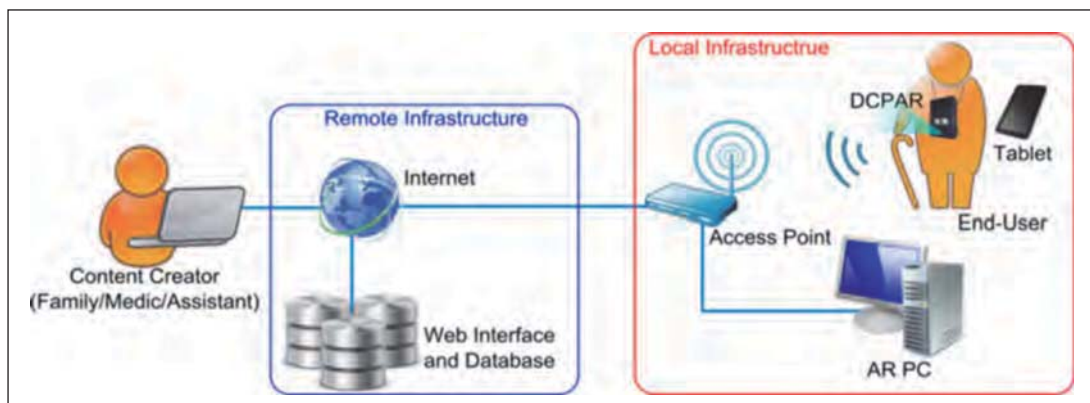 Local Infrastructrue
DCPAR
Remote Infrastructure
Tablet
Internet
End-User
Access Point
Content Creator
(Family/Medic/Assistant)
Web Interface
and Database
AR PC